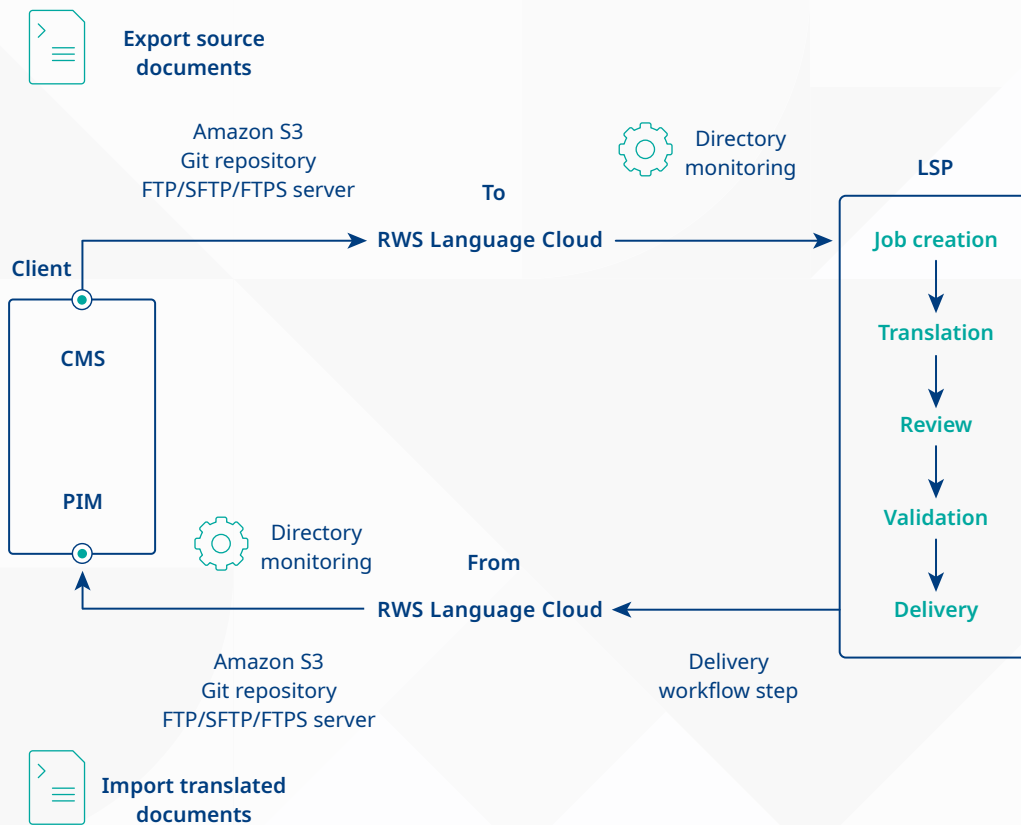 Export source
documents
Amazon S3
Git repository
FTP/SFTP/FTPS server
Directory
monitoring
To
LSP
RWS Language Cloud
Job creation
Client
Translation
CMS
Review
PIM
Validation
Directory
monitoring
From
RWS Language Cloud
Delivery
Amazon S3
Git repository
FTP/SFTP/FTPS server
Delivery
workflow step
Import translated
documents